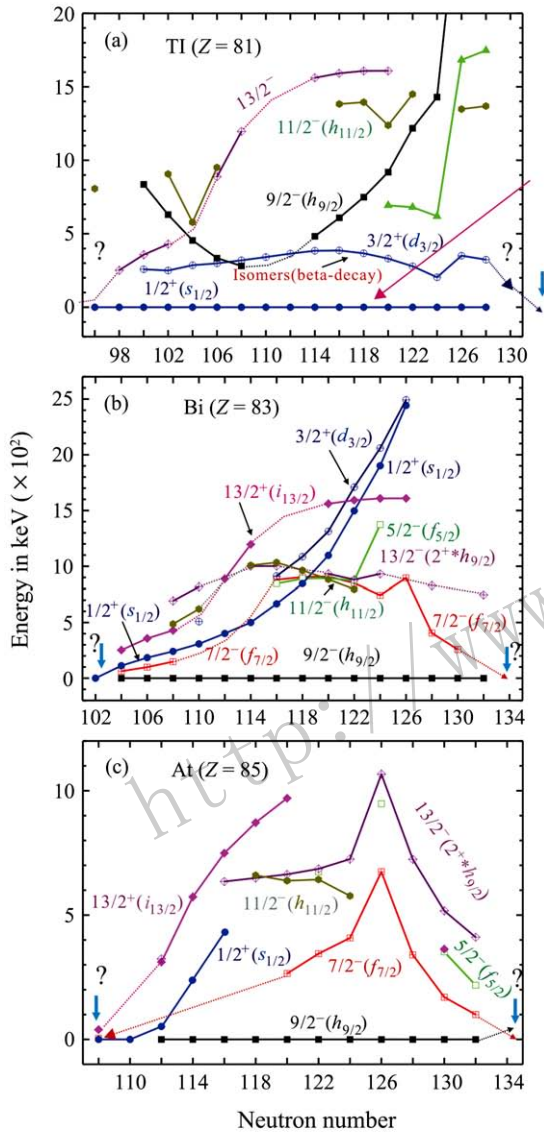 20
(a)
Tl (Z = 81)
13/2⁻
15
11/2⁻(h₁₁/₂)
10
9/2⁻(h₉/₂)
?
5
3/2⁺(d₃/₂)
?
1/2⁺(s₁/₂)
Isomers(beta-decay)
0
98 102 106 110 114 118 122 126 130
25
(b)
Bi (Z = 83)
3/2⁺(d₃/₂)
20
1/2⁺(s₁/₂)
13/2⁺(i₁₃/₂)
15
5/2⁻(f₅/₂)
13/2⁻(2⁺*h₉/₂)
10
1/2⁺(s₁/₂)
11/2⁻(h₁₁/₂)
5
7/2⁻(f₇/₂)
7/2⁻(f₇/₂)
?
9/2⁻(h₉/₂)
?
0
102 106 110 114 118 122 126 130 134
Energy in keV (×10²)
(c)
At (Z = 85)
10
13/2⁻(2⁺*h₉/₂)
13/2⁺(i₁₃/₂)
11/2⁻(h₁₁/₂)
5
1/2⁺(s₁/₂)
7/2⁻(f₇/₂)
5/2⁻(f₅/₂)
?
?
9/2⁻(h₉/₂)
0
110 114 118 122 126 130 134
Neutron number
http://www